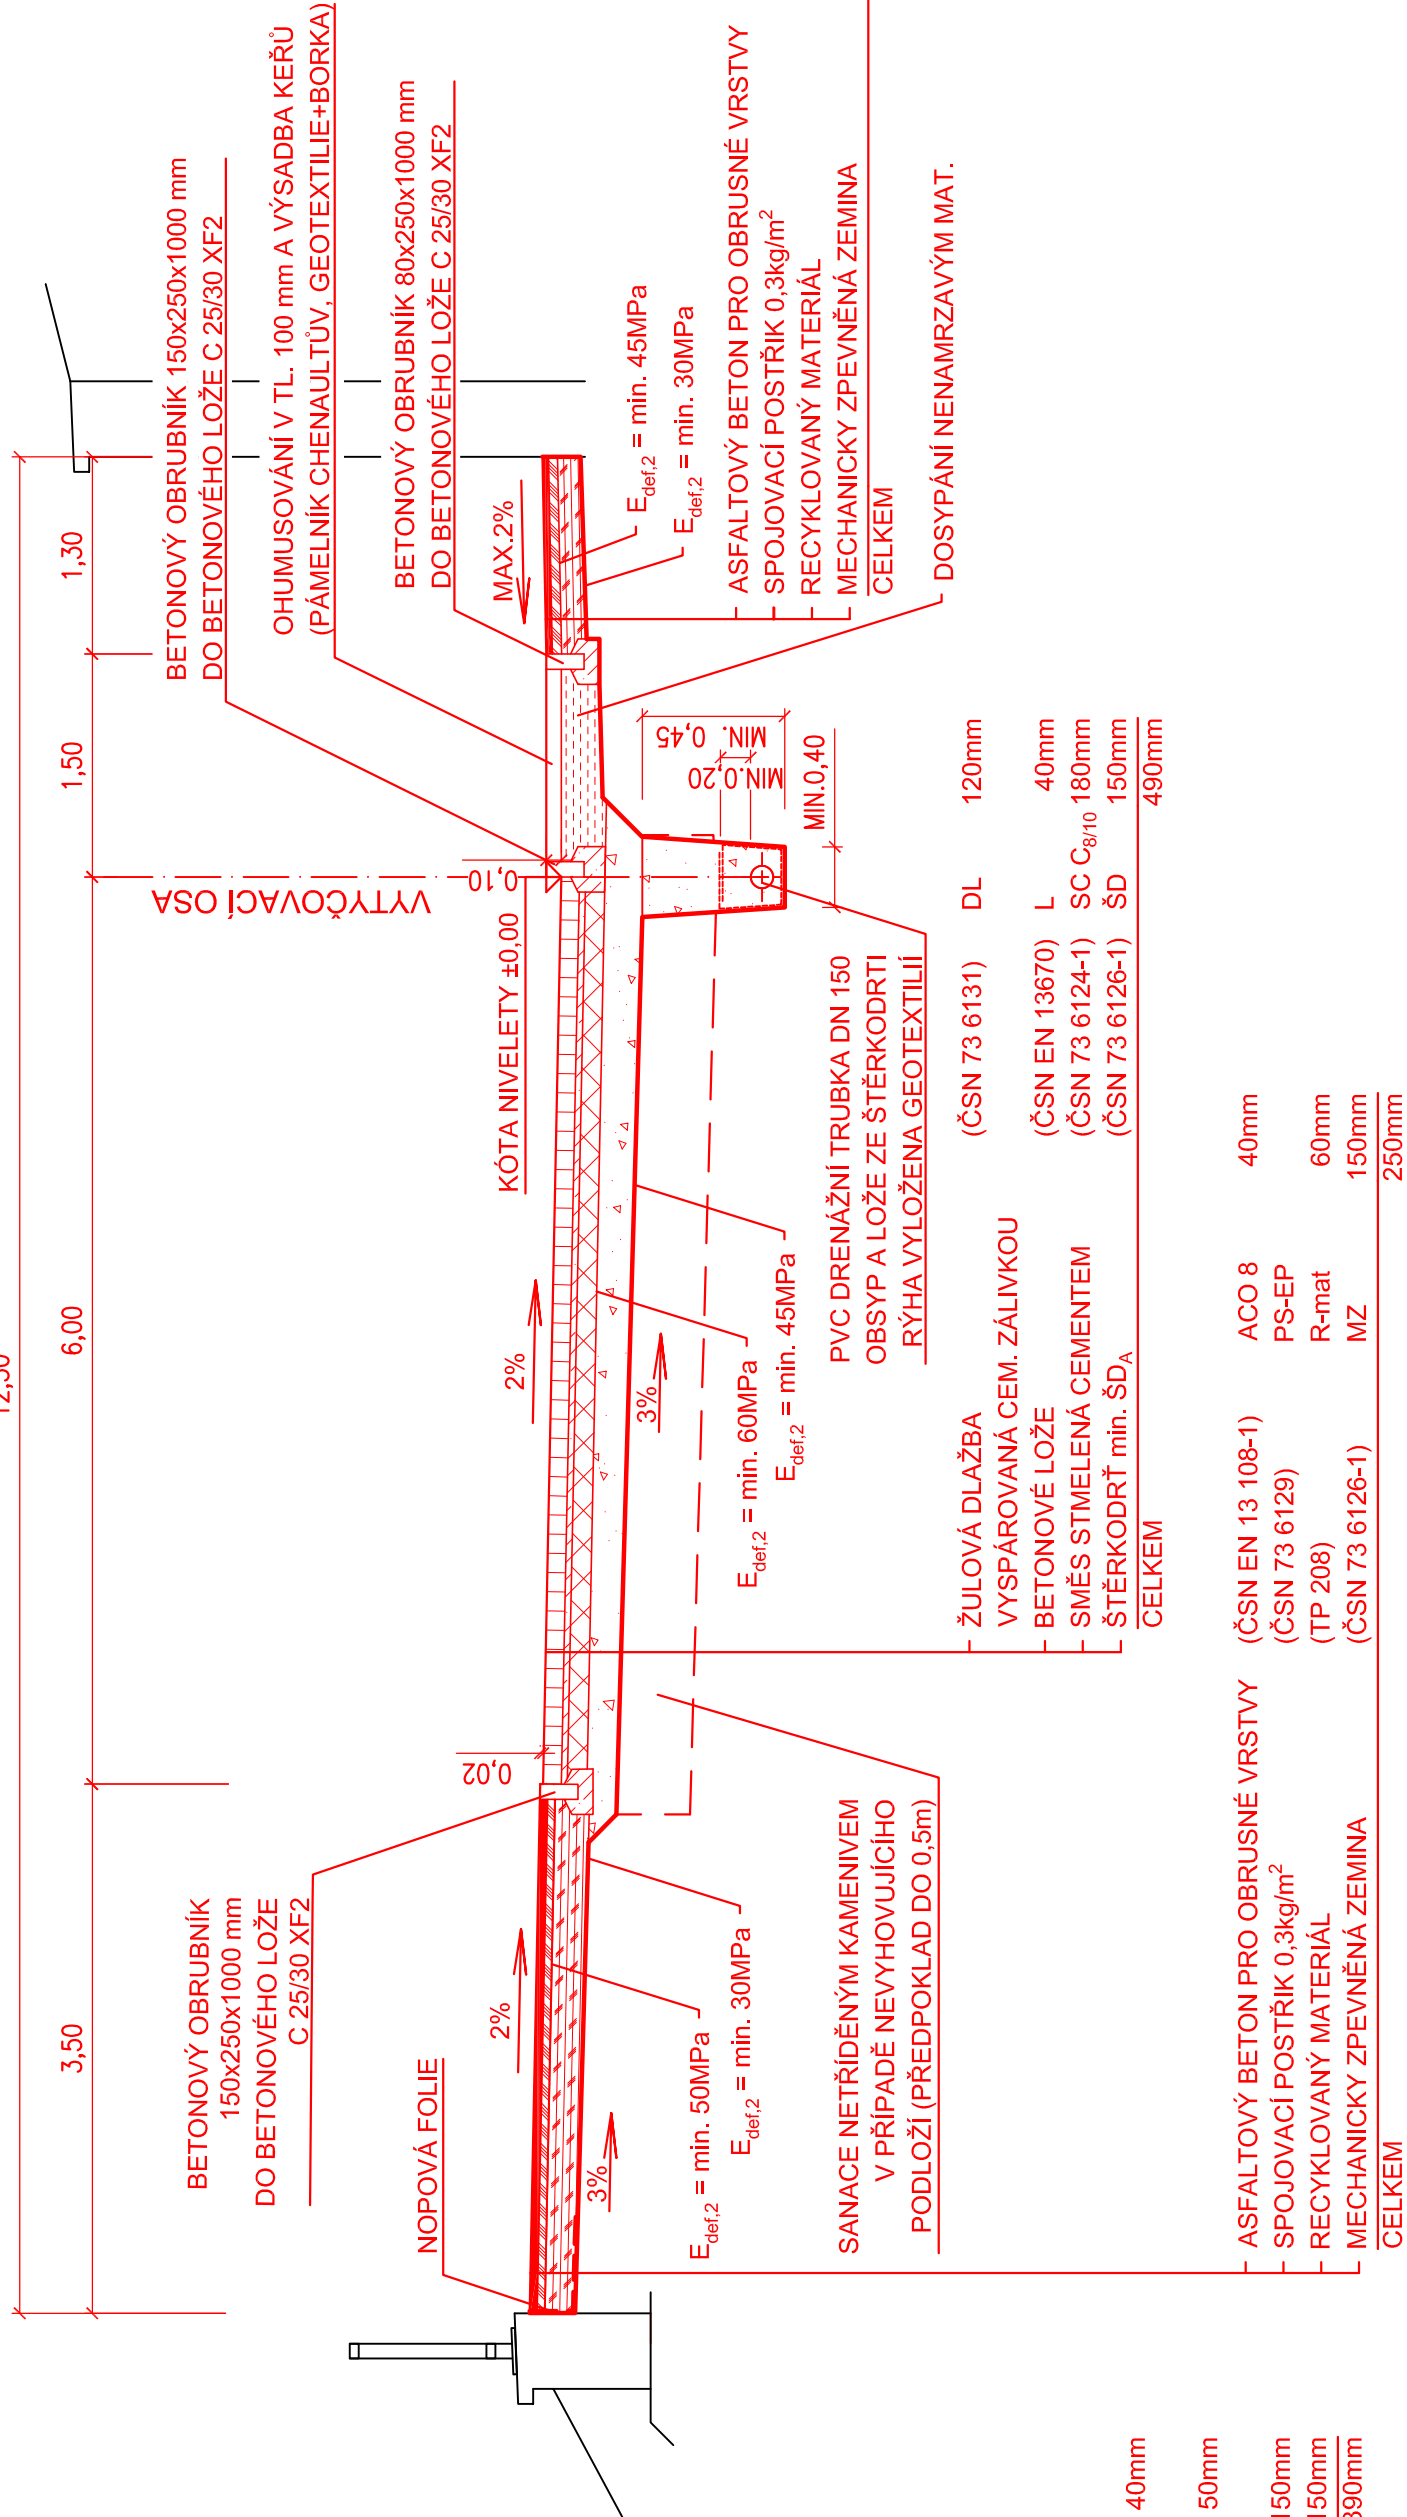 3,50
6,00
1,50
1,30
BETONOVÝ OBRUBNÍK
150x250x1000 mm
DO BETONOVÉHO LOŽE
C 25/30 XF2
BETONOVÝ OBRUBNÍK 150x250x1000 mm
DO BETONOVÉHO LOŽE C 25/30 XF2
OHUMUSOVÁNÍ V TL. 100 mm A VÝSADBA KEŘŮ
(PÁMELNÍK CHENAULTŮV, GEOTEXTILIE+BORKA)
BETONOVÝ OBRUBNÍK 80x250x1000 mm
DO BETONOVÉHO LOŽE C 25/30 XF2
VYTYČOVACÍ OSA
NOPOVÁ FOLIE
0,02
0,10
KÓTA NIVELETY ±0,00
2%
2%
MAX.2%
3%
3%
Edef,2 = min. 50MPa
Edef,2 = min. 30MPa
Edef,2 = min. 60MPa
Edef,2 = min. 45MPa
Edef,2 = min. 45MPa
Edef,2 = min. 30MPa
MIN. 0,45
MIN.0,20
MIN.0,40
ASFALTOVÝ BETON PRO OBRUSNÉ VRSTVY
SPOJOVACÍ POSTŘIK 0,3kg/m²
RECYKLOVANÝ MATERIÁL
MECHANICKY ZPEVNĚNÁ ZEMINA
CELKEM
DOSYPÁNÍ NENAMRZAVÝM MAT.
SANACE NETŘÍDĚNÝM KAMENIVEM
V PŘÍPADĚ NEVYHOVUJÍCÍHO
PODLOŽÍ (PŘEDPOKLAD DO 0,5m)
PVC DRENÁŽNÍ TRUBKA DN 150
OBSYP A LOŽE ZE ŠTĚRKODRTI
RÝHA VYLOŽENA GEOTEXTILIÍ
ŽULOVÁ DLAŽBA (ČSN 73 6131) DL 120mm
VYSPÁROVANÁ CEM. ZÁLIVKOU
BETONOVÉ LOŽE (ČSN EN 13670) L 40mm
SMĚS STMELENÁ CEMENTEM (ČSN 73 6124-1) SC C8/10 180mm
ŠTĚRKODRŤ min. ŠDA (ČSN 73 6126-1) ŠD 150mm
CELKEM 490mm
ASFALTOVÝ BETON PRO OBRUSNÉ VRSTVY (ČSN EN 13 108-1) ACO 8 40mm
SPOJOVACÍ POSTŘIK 0,3kg/m² (ČSN 73 6129) PS-EP
RECYKLOVANÝ MATERIÁL (TP 208) R-mat 60mm
MECHANICKY ZPEVNĚNÁ ZEMINA (ČSN 73 6126-1) MZ 150mm
CELKEM 250mm
40mm
50mm
150mm
150mm
390mm